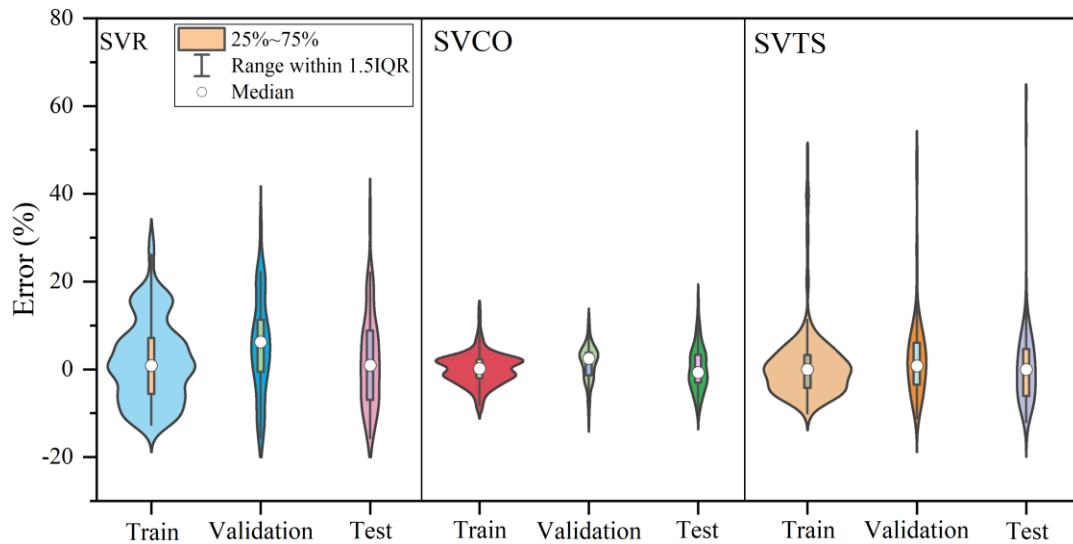 80
60
40
20
0
-20
Error (%)
SVR
25%~75%
Range within 1.5IQR
Median
SVCO
SVTS
Train
Validation
Test
Train
Validation
Test
Train
Validation
Test